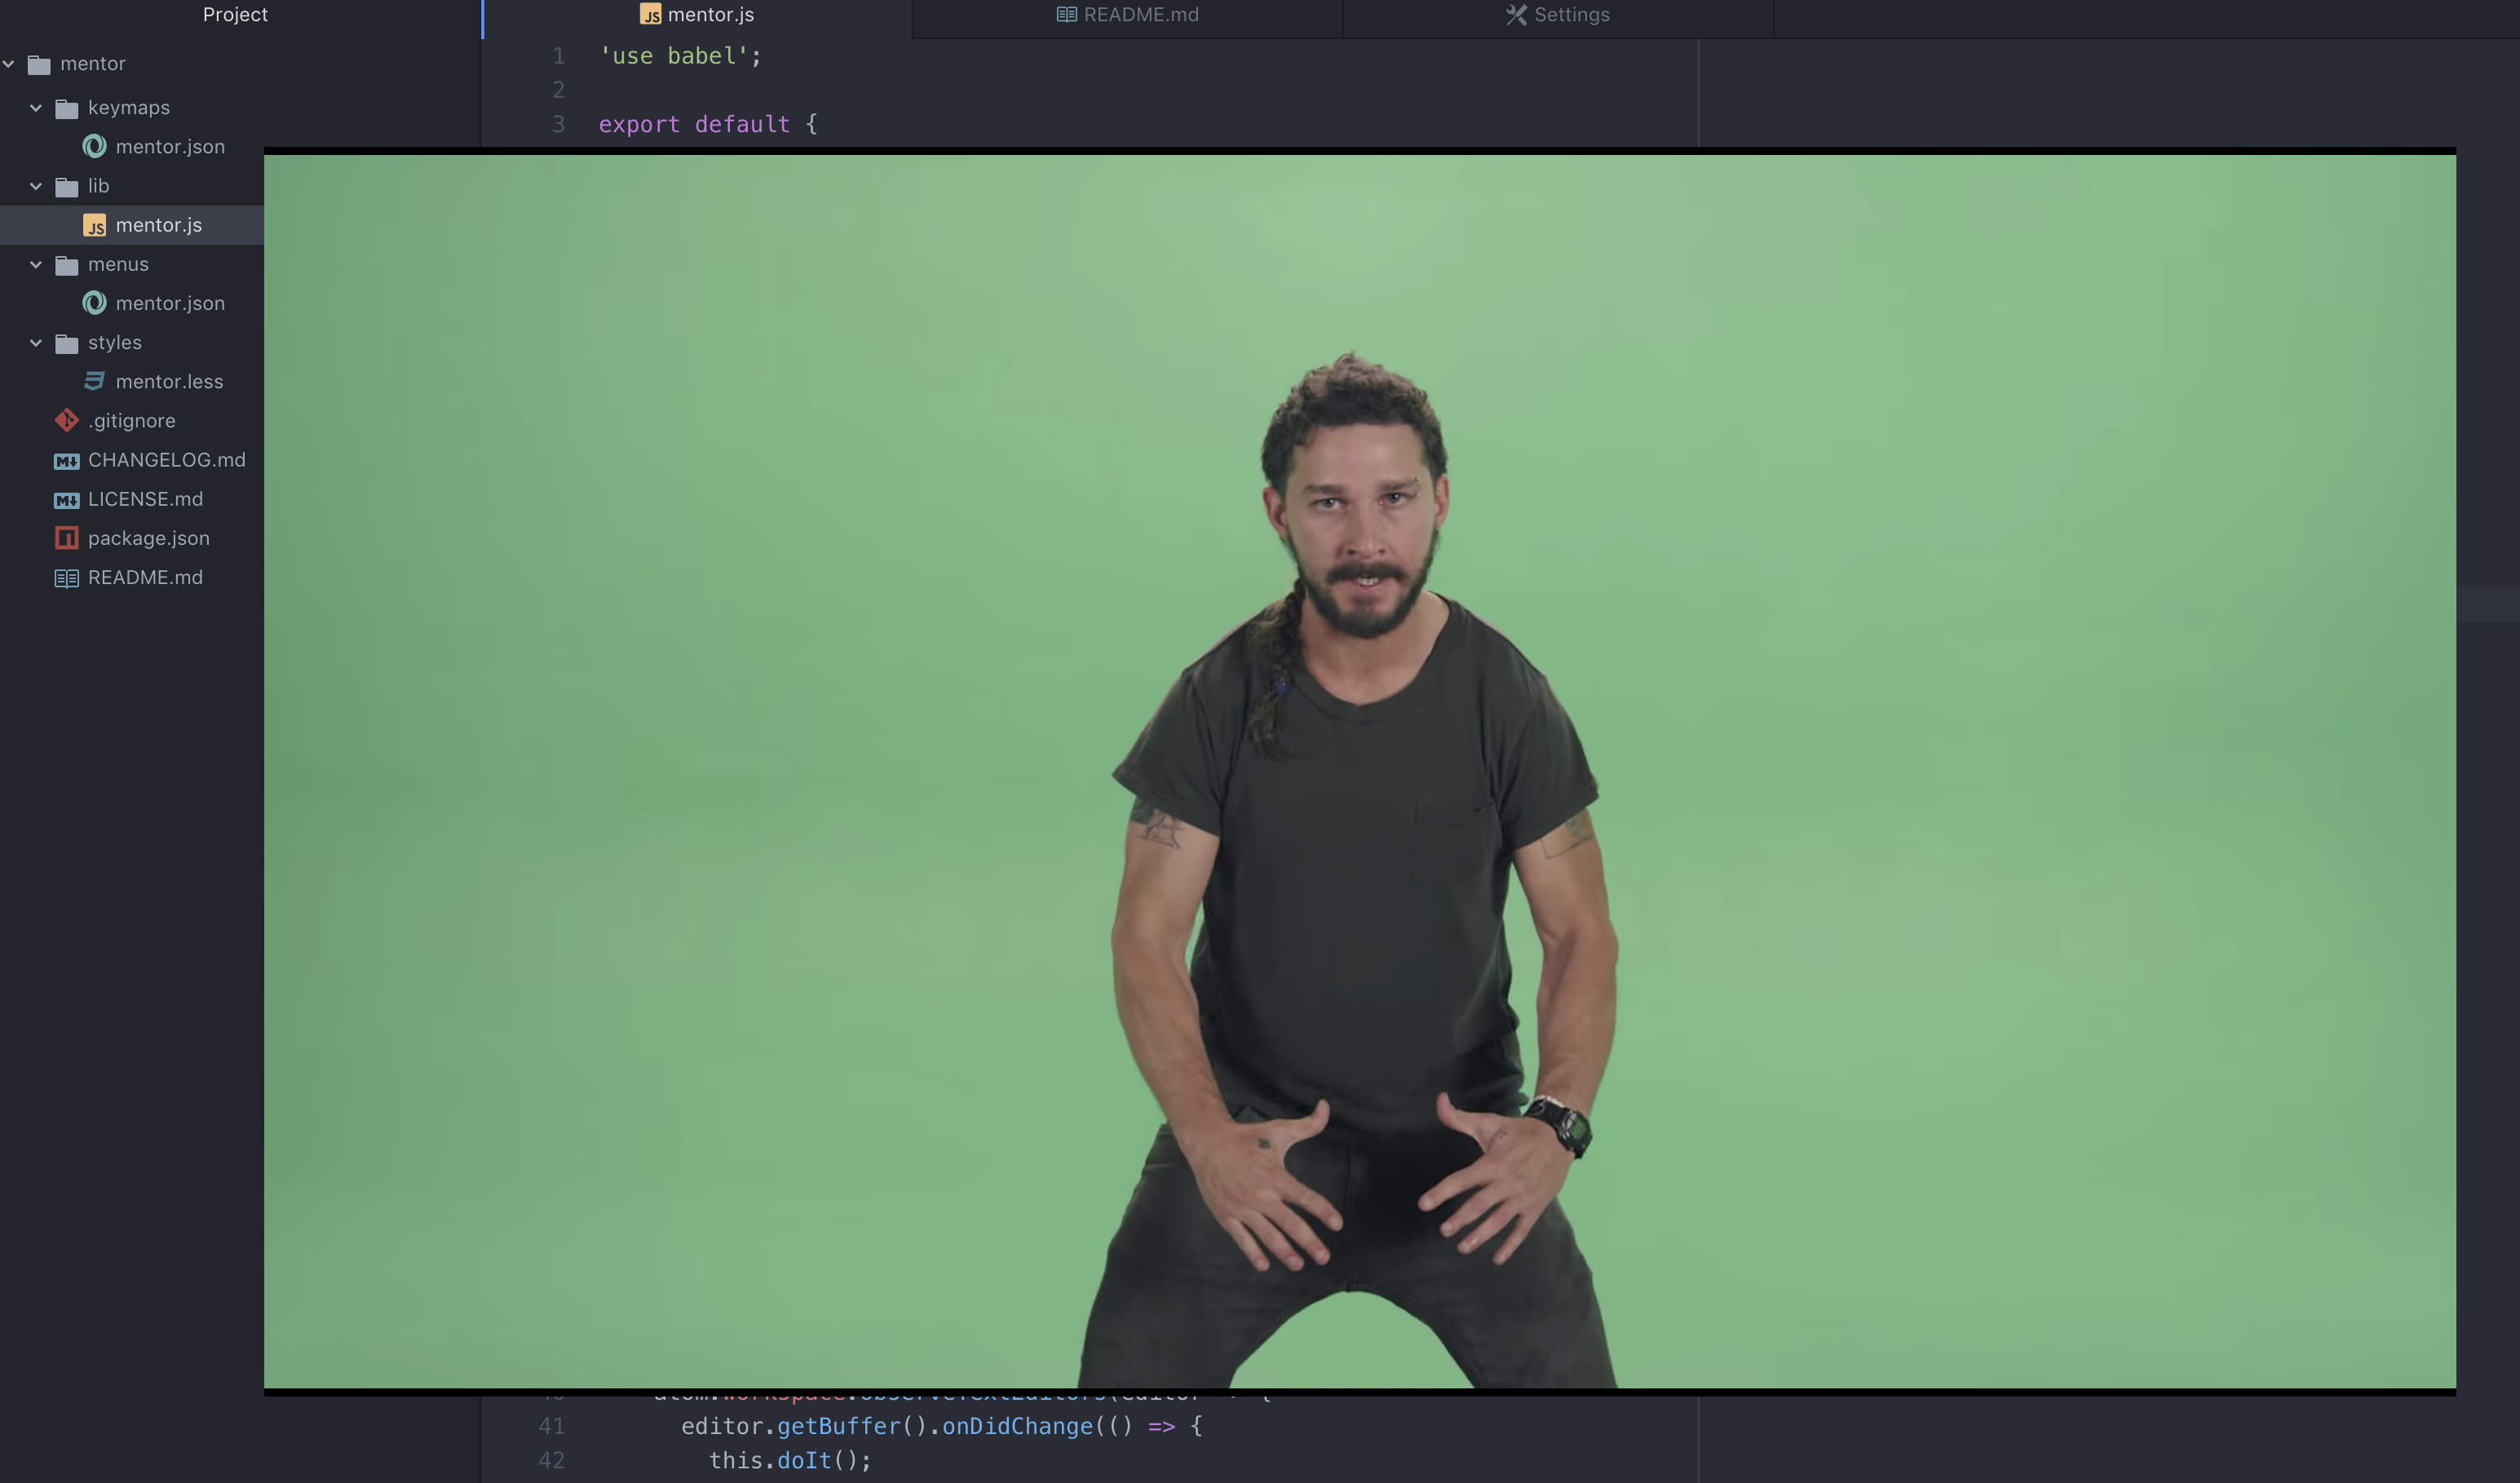 Project
mentor
keymaps
mentor.json
lib
JS mentor.js
menus
mentor.json
styles
mentor.less
.gitignore
CHANGELOG.md
LICENSE.md
package.json
README.md
JS mentor.js
README.md
Settings
1 'use babel';
2
3 export default {
41 editor.getBuffer().onDidChange(() => {
42 this.doIt();